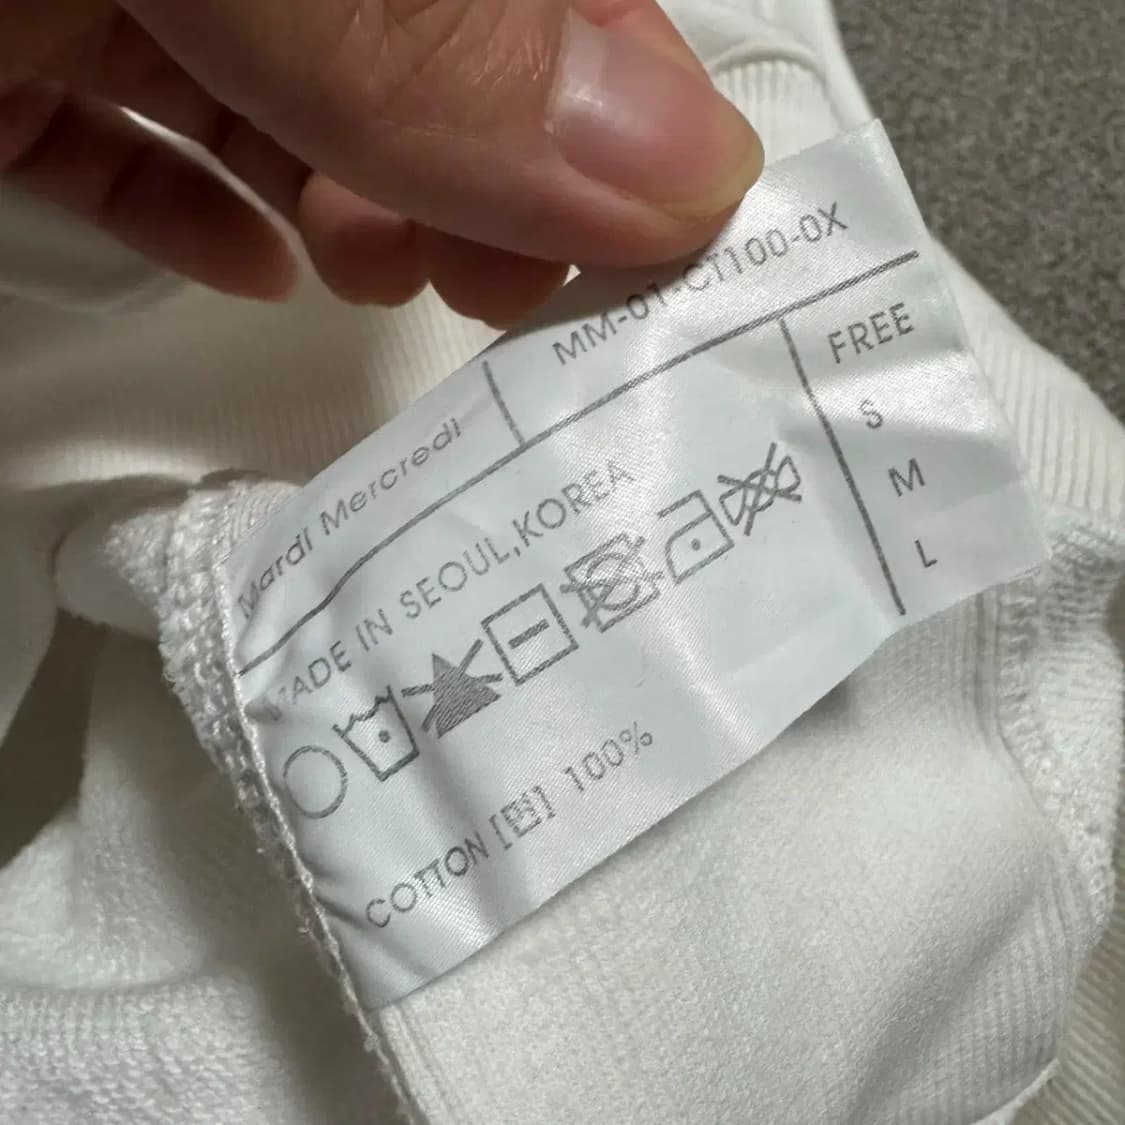 Mardi Mercredi
MM-01-CT100-0X
MADE IN SEOUL,KOREA
COTTON [면] 100%
FREE
S
M
L